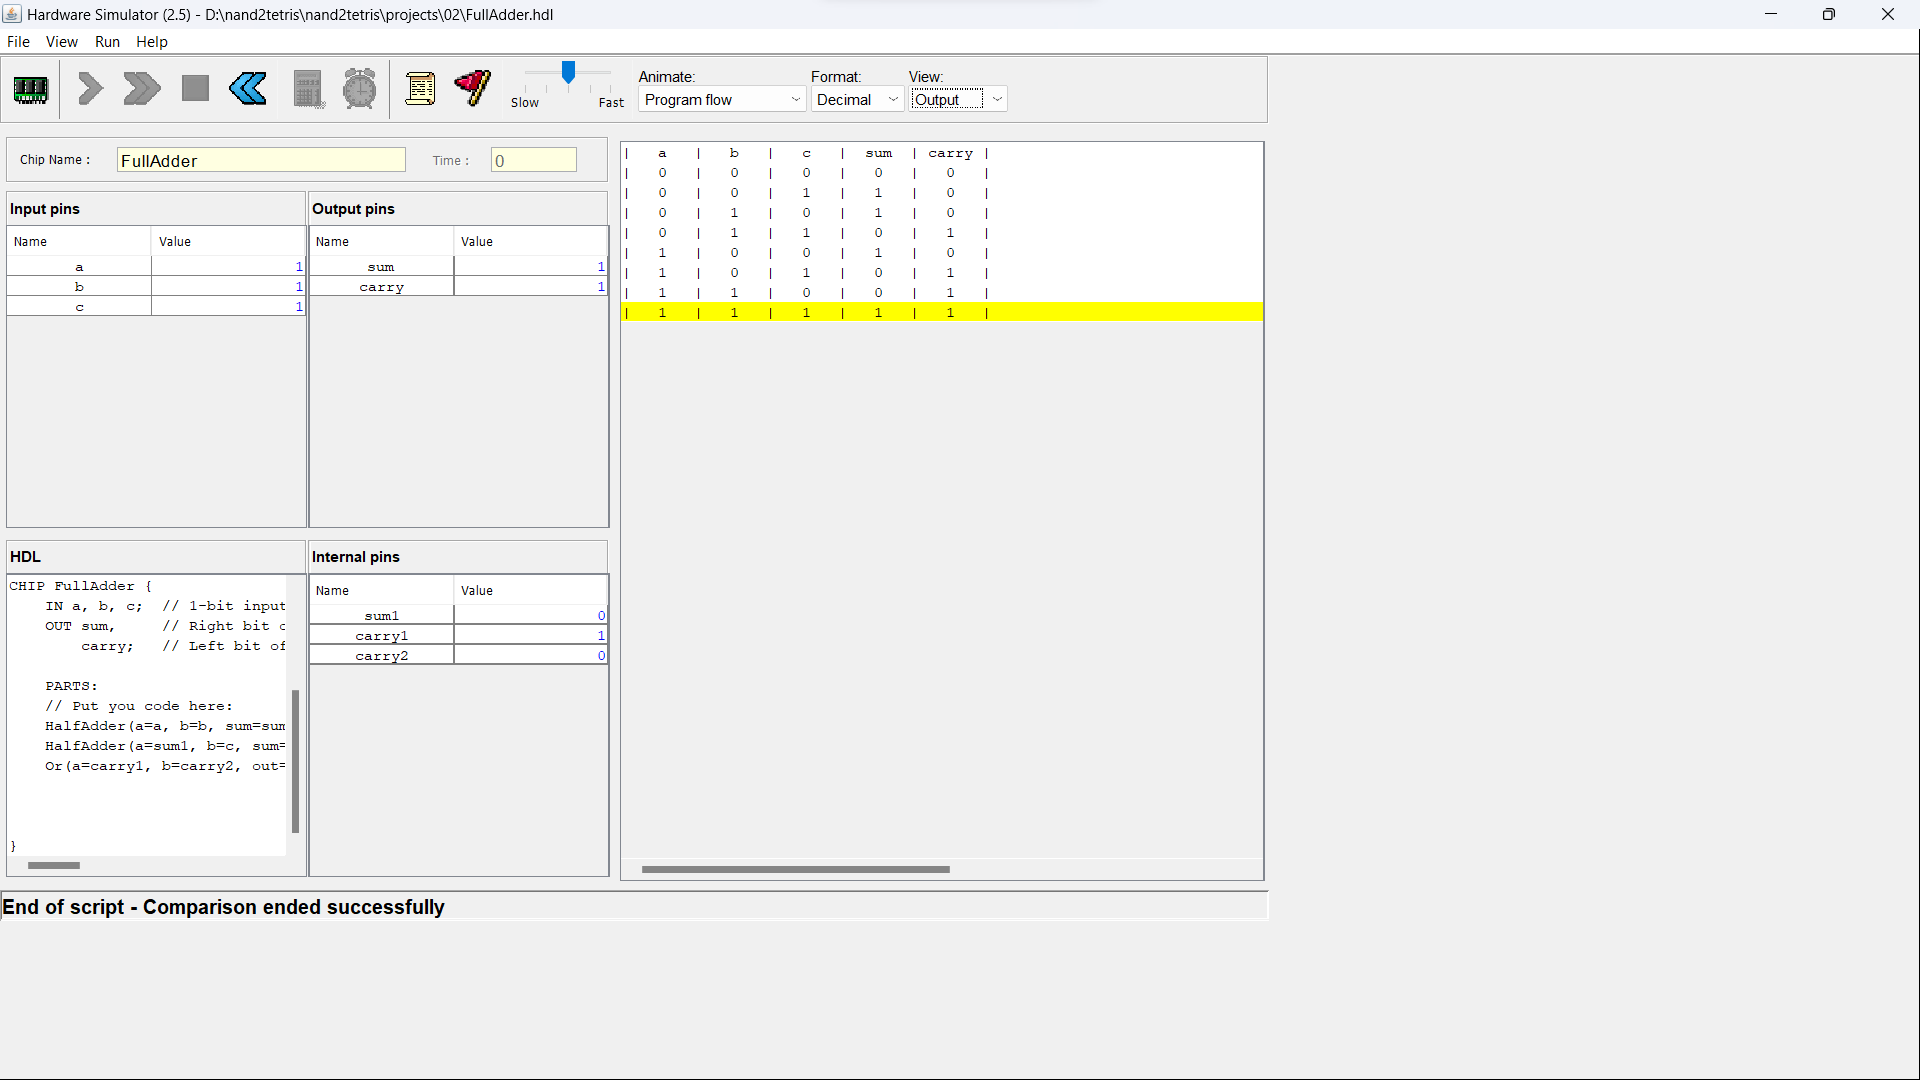 Hardware Simulator (2.5) - D:\nand2tetris\nand2tetris\projects\02\FullAdder.hdl
File View Run Help
Slow Fast
Animate: Format: View:
Program flow Decimal Output
Chip Name : FullAdder Time : 0
Input pins
Name Value
a 1
b 1
c 1
Output pins
Name Value
sum 1
carry 1
HDL
CHIP FullAdder {
IN a, b, c; // 1-bit input
OUT sum, // Right bit o
carry; // Left bit of
PARTS:
// Put you code here:
HalfAdder(a=a, b=b, sum=sum
HalfAdder(a=sum1, b=c, sum=
Or(a=carry1, b=carry2, out=
}
Internal pins
Name Value
sum1 0
carry1 1
carry2 0
| a | b | c | sum | carry |
| 0 | 0 | 0 | 0 | 0 |
| 0 | 0 | 1 | 1 | 0 |
| 0 | 1 | 0 | 1 | 0 |
| 0 | 1 | 1 | 0 | 1 |
| 1 | 0 | 0 | 1 | 0 |
| 1 | 0 | 1 | 0 | 1 |
| 1 | 1 | 0 | 0 | 1 |
| 1 | 1 | 1 | 1 | 1 |
End of script - Comparison ended successfully